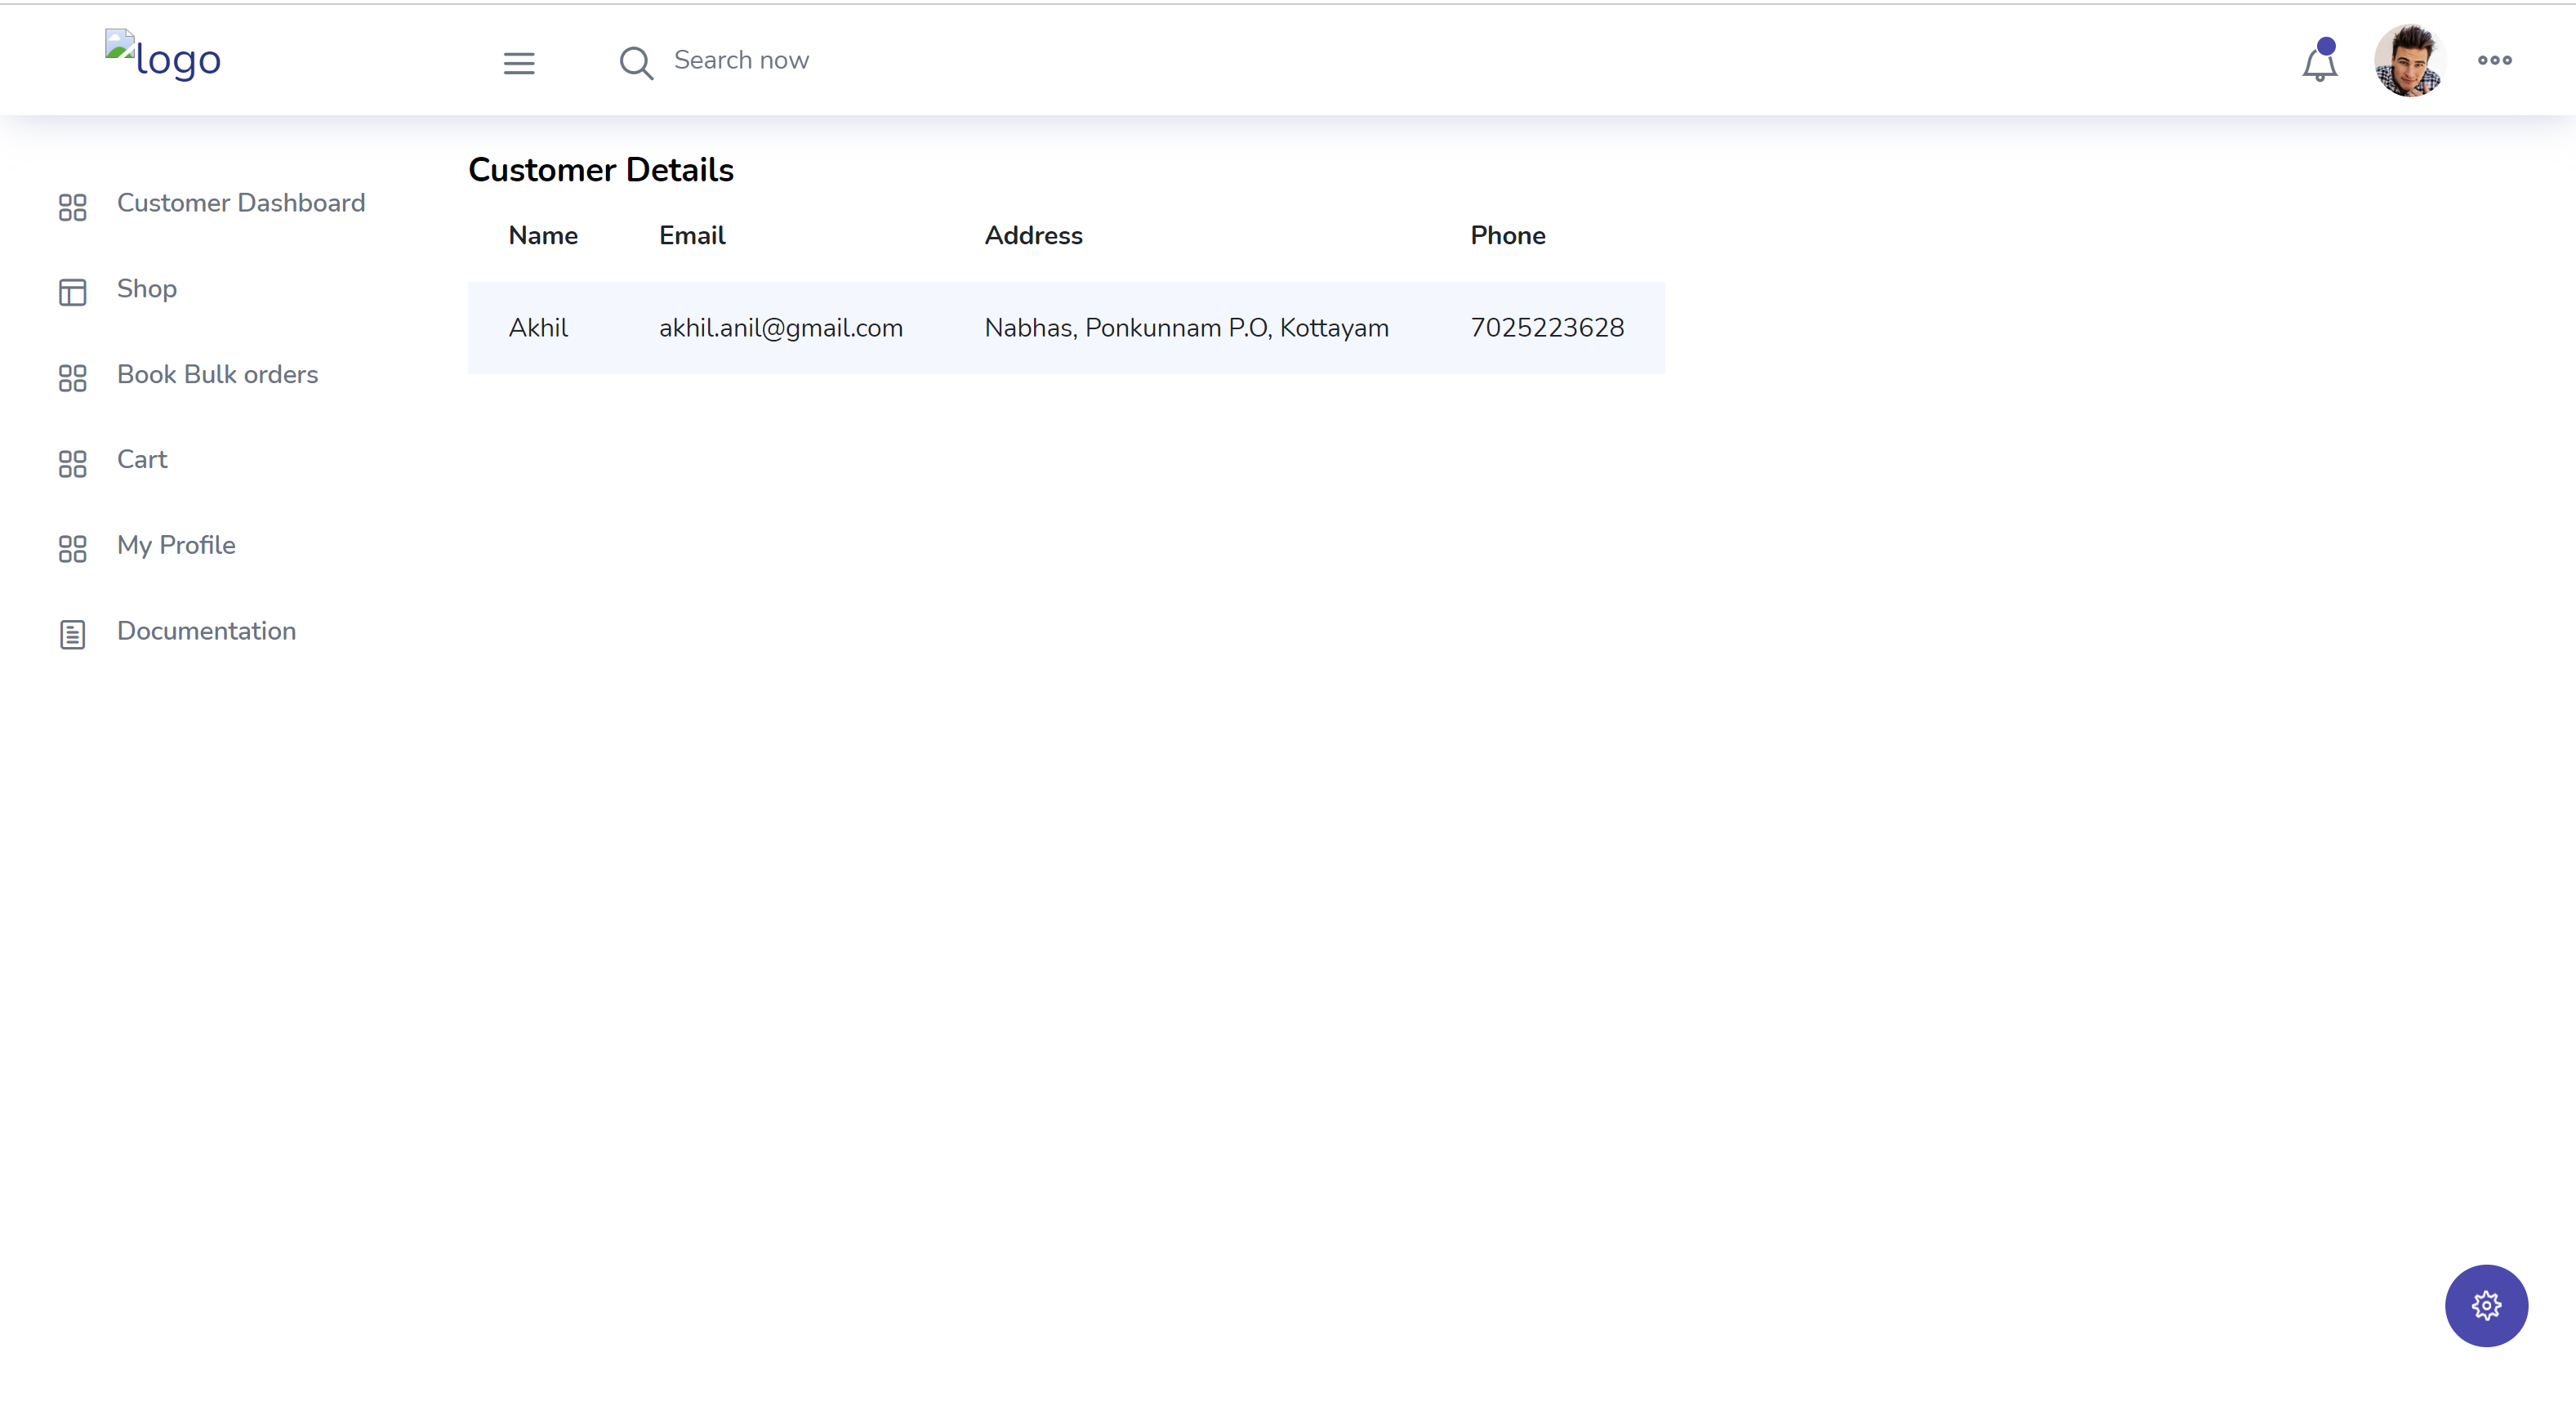 logo
Search now
Customer Dashboard
Shop
Book Bulk orders
Cart
My Profile
Documentation
Customer Details
Name Email Address Phone
Akhil akhil.anil@gmail.com Nabhas, Ponkunnam P.O, Kottayam 7025223628